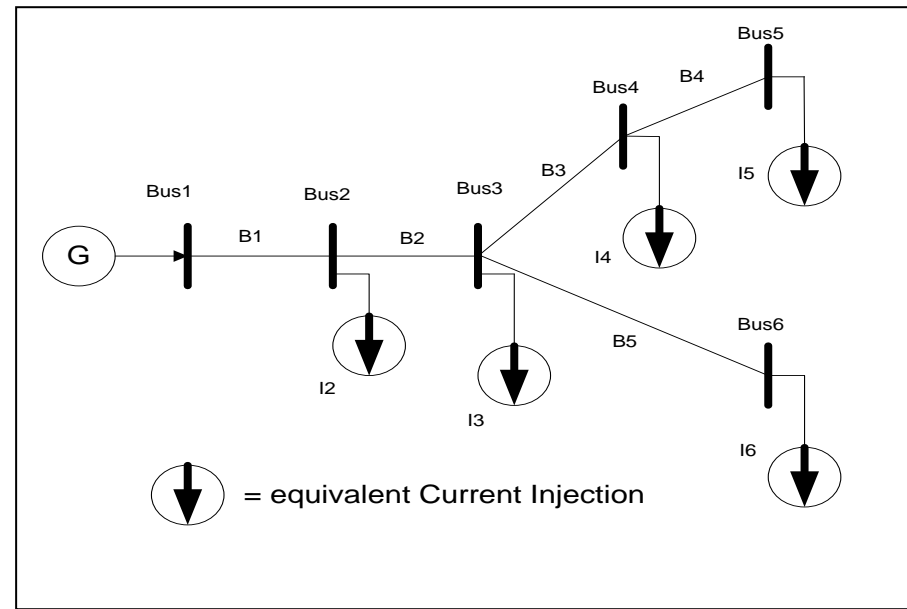 Bus5
B4
Bus4
B3
I5
Bus1
Bus2
Bus3
G
B1
B2
I4
Bus6
B5
I2
I3
I6
= equivalent Current Injection